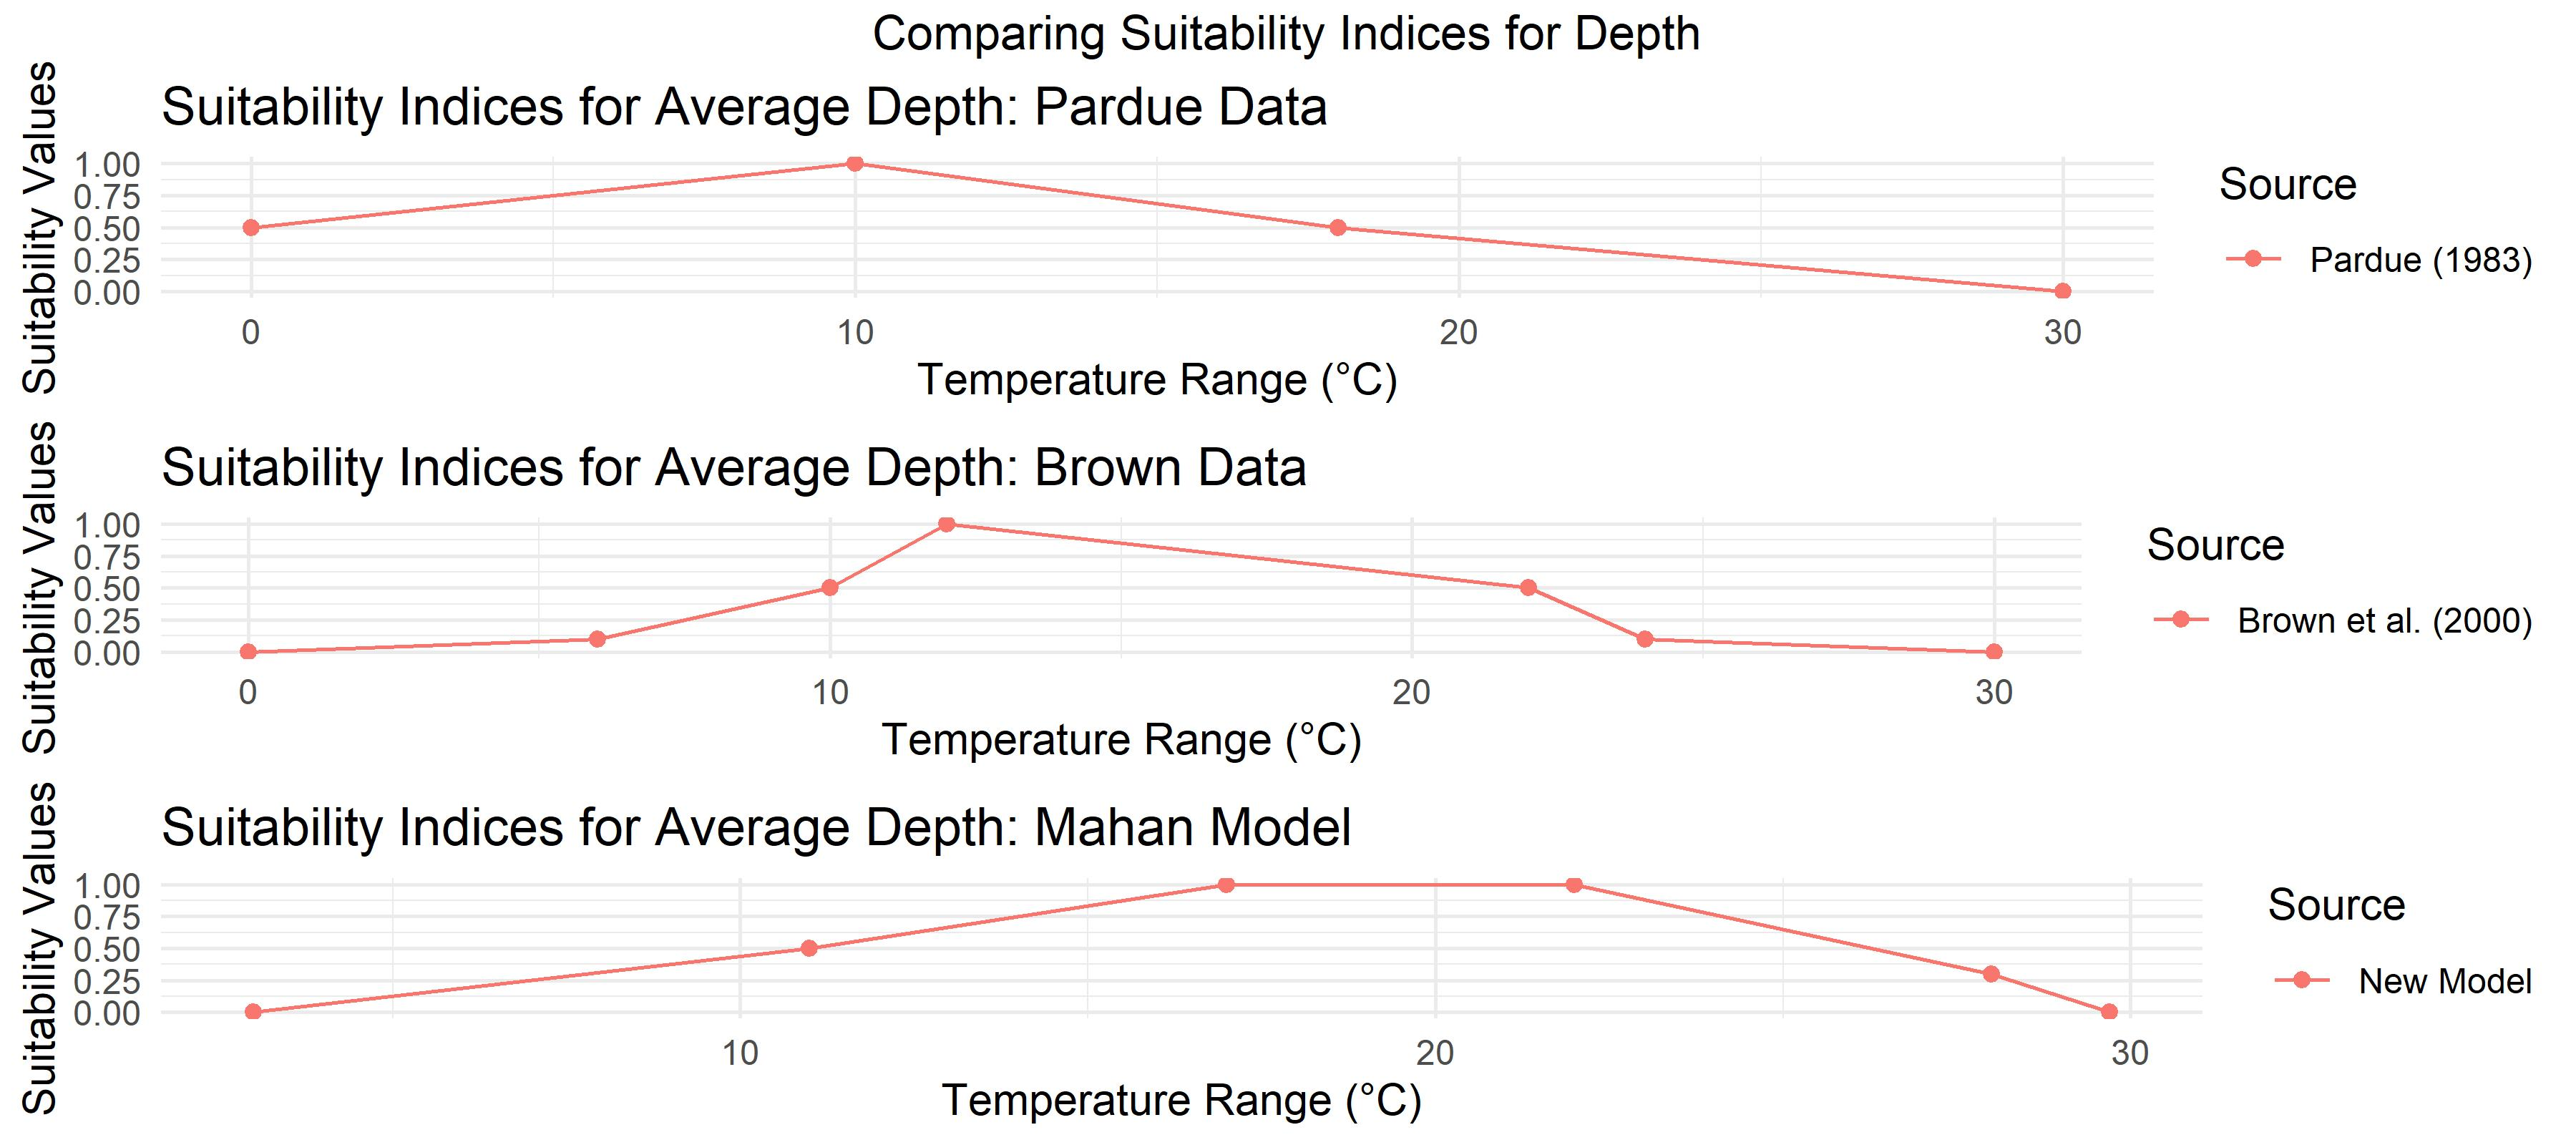 Comparing Suitability Indices for Depth
Suitability Indices for Average Depth: Pardue Data
Suitability Values
1.00
0.75
0.50
0.25
0.00
0 10 20 30
Temperature Range (°C)
Source
Pardue (1983)
Suitability Indices for Average Depth: Brown Data
Suitability Values
1.00
0.75
0.50
0.25
0.00
0 10 20 30
Temperature Range (°C)
Source
Brown et al. (2000)
Suitability Indices for Average Depth: Mahan Model
Suitability Values
1.00
0.75
0.50
0.25
0.00
10 20 30
Temperature Range (°C)
Source
New Model